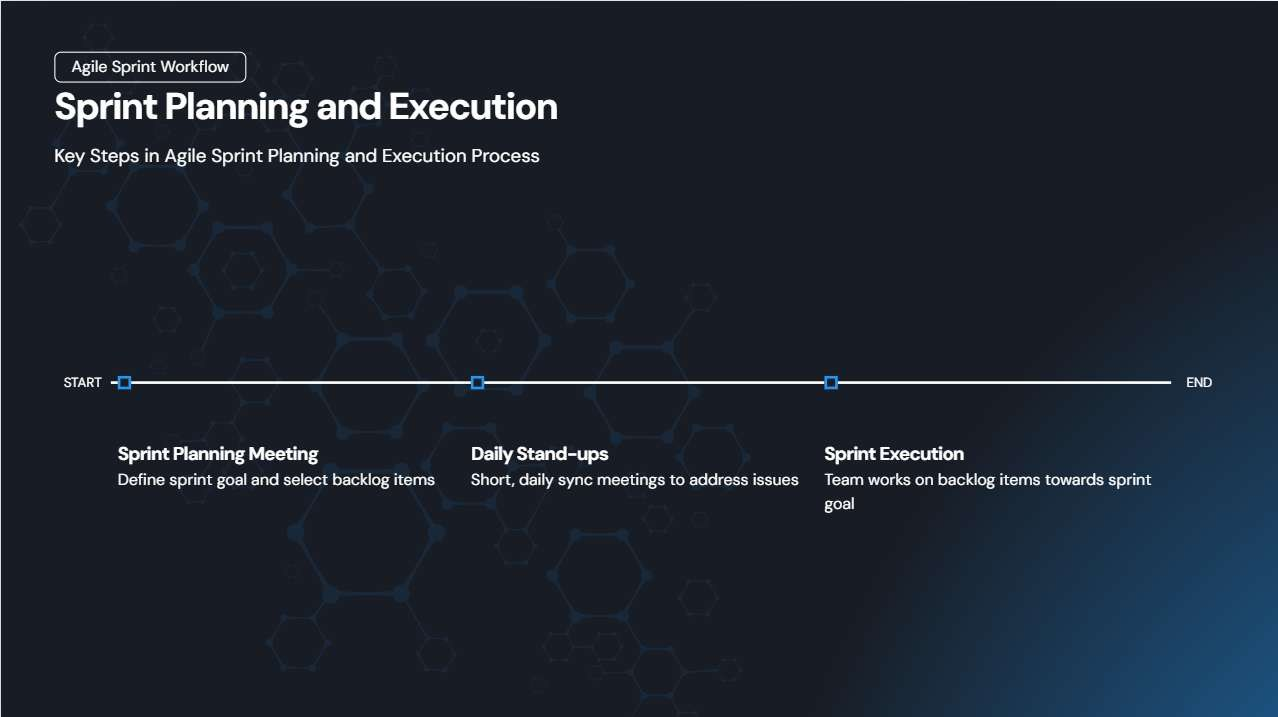 Agile Sprint Workflow
Sprint Planning and Execution
Key Steps in Agile Sprint Planning and Execution Process
START
END
Sprint Planning Meeting
Define sprint goal and select backlog items
Daily Stand-ups
Short, daily sync meetings to address issues
Sprint Execution
Team works on backlog items towards sprint
goal